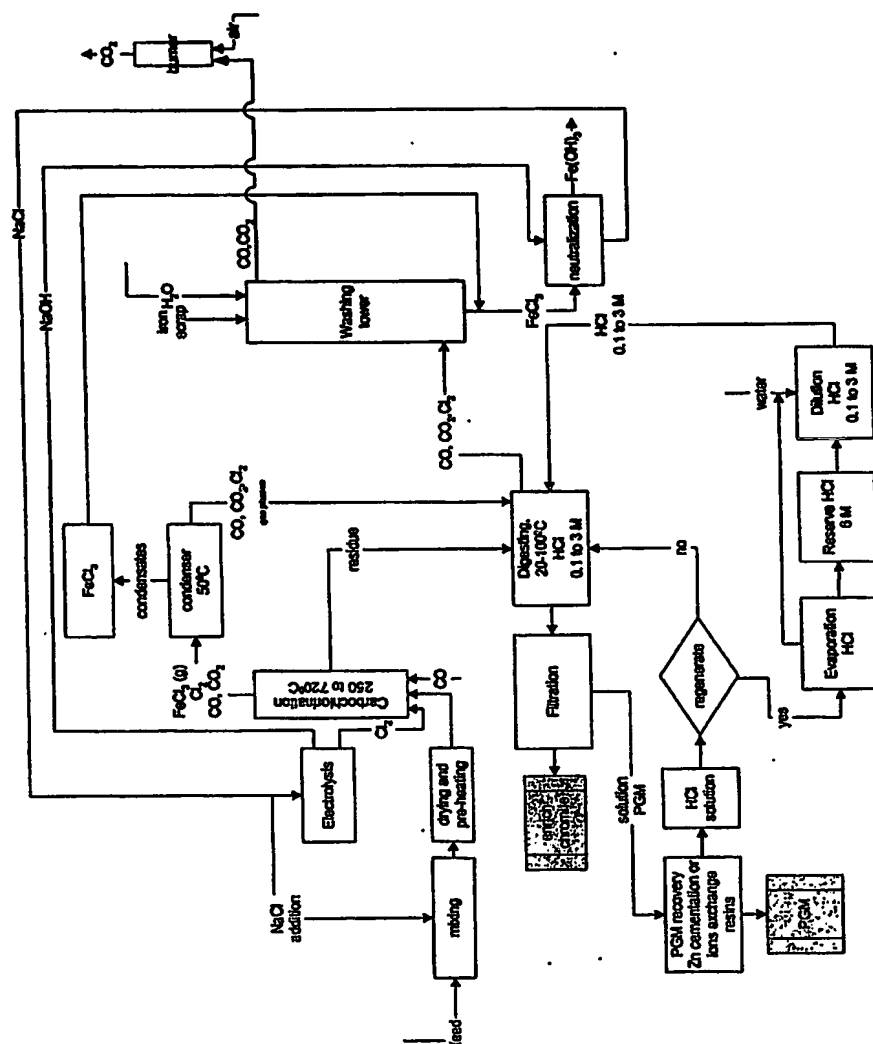 NaCl
NaOH
FeCl3
condensates
condenser
50°C
FeCl3 (g)
Cl2
CO, CO2
CO, CO2, Cl2
gas phase
Iron
scrap
H2O
Washing
tower
CO,CO2
burner
air
CO2
NaCl
addition
Electrolysis
Cl2
Carbochlorination
250 to 720°C
CO
residue
feed
mixing
drying and
pre-heating
CO, CO2, Cl2
FeCl3
neutralization
Fe(OH)3
Digesting,
20-100°C
HCl
0.1 to 3 M
HCl
0.1 to 3 M
Filtration
solution
PGM
PGM recovery
Zn cementation or
Ions axchange
resins
PGM
HCl
solution
regenerate
no
yes
Evaporation
HCl
Reserve HCl
6 M
water
Dilution
HCl
0.1 to 3 M